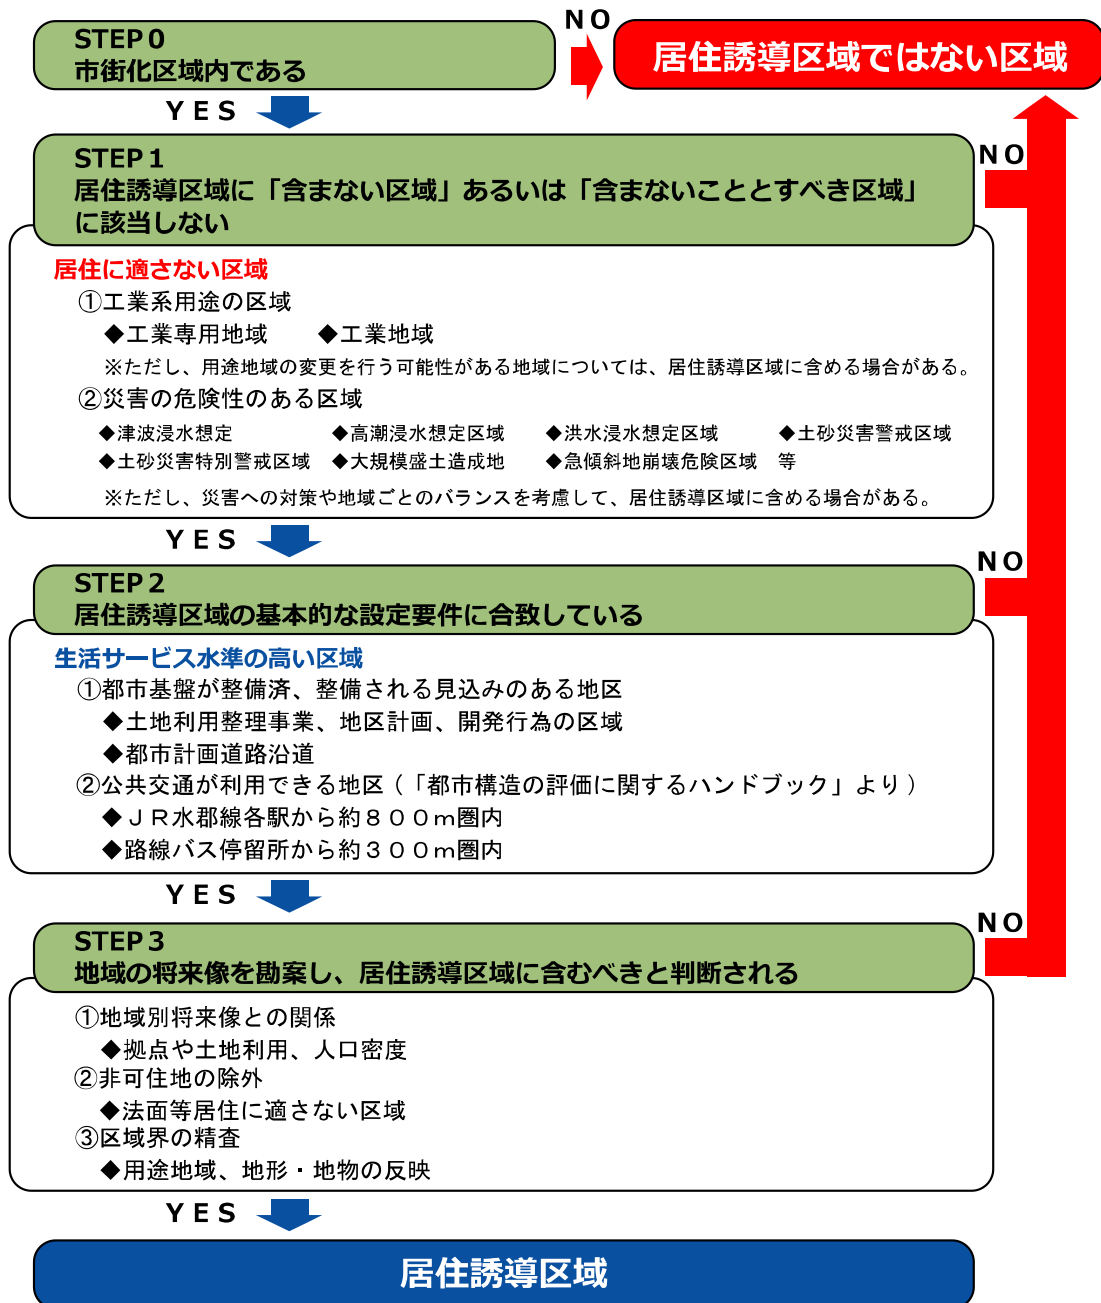 STEP0
市街化区域内である
NO
居住誘導区域ではない区域
YES
STEP1
居住誘導区域に「含まない区域」あるいは「含まないこととすべき区域」
に該当しない
NO
居住に適さない区域
①工業系用途の区域
◆工業専用地域 ◆工業地域
※ただし、用途地域の変更を行う可能性がある地域については、居住誘導区域に含める場合がある。
②災害の危険性のある区域
◆津波浸水想定 ◆高潮浸水想定区域 ◆洪水浸水想定区域 ◆土砂災害警戒区域
◆土砂災害特別警戒区域 ◆大規模盛土造成地 ◆急傾斜地崩壊危険区域 等
※ただし、災害への対策や地域ごとのバランスを考慮して、居住誘導区域に含める場合がある。
YES
STEP2
居住誘導区域の基本的な設定要件に合致している
NO
生活サービス水準の高い区域
①都市基盤が整備済、整備される見込みのある地区
◆土地利用整理事業、地区計画、開発行為の区域
◆都市計画道路沿道
②公共交通が利用できる地区（「都市構造の評価に関するハンドブック」より）
◆ＪＲ水郡線各駅から約８００ｍ圏内
◆路線バス停留所から約３００ｍ圏内
YES
STEP3
地域の将来像を勘案し、居住誘導区域に含むべきと判断される
NO
①地域別将来像との関係
◆拠点や土地利用、人口密度
②非可住地の除外
◆法面等居住に適さない区域
③区域界の精査
◆用途地域、地形・地物の反映
YES
居住誘導区域